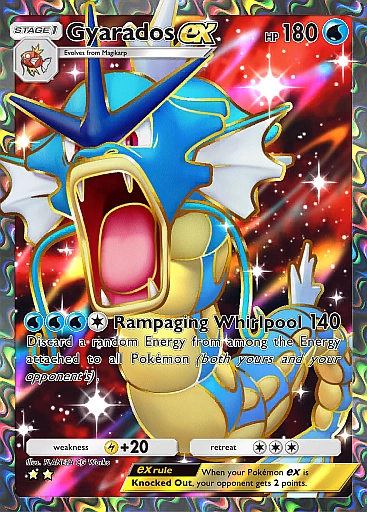 STAGE 1 Gyarados ex HP 180
Evolves from Magikarp
Rampaging Whirlpool 140
Discard a random Energy from among the Energy
attached to all Pokémon (both yours and your
opponent's).
weakness +20 retreat
Illus. PLANETA CG Works
ex rule When your Pokémon ex is
Knocked Out, your opponent gets 2 points.